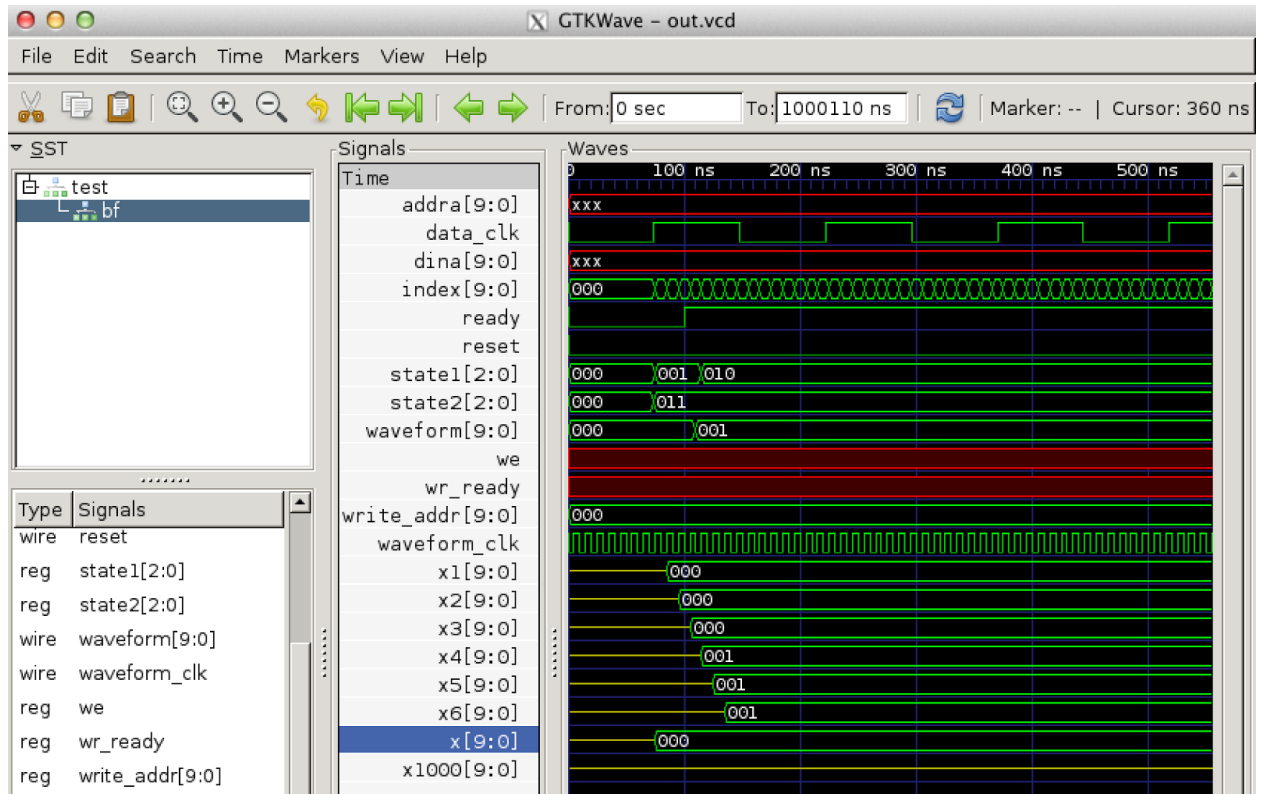 GTKWave – out.vcd
File Edit Search Time Markers View Help
From: 0 sec To: 1000110 ns Marker: -- | Cursor: 360 ns
SST
test
bf
Type Signals
wire reset
reg state1[2:0]
reg state2[2:0]
wire waveform[9:0]
wire waveform_clk
reg we
reg wr_ready
reg write_addr[9:0]
Signals
Time
addra[9:0]
data_clk
dina[9:0]
index[9:0]
ready
reset
state1[2:0]
state2[2:0]
waveform[9:0]
we
wr_ready
write_addr[9:0]
waveform_clk
x1[9:0]
x2[9:0]
x3[9:0]
x4[9:0]
x5[9:0]
x6[9:0]
x[9:0]
x1000[9:0]
Waves
0 100 ns 200 ns 300 ns 400 ns 500 ns
xxx
xxx
000
000 001 010
000 011
000 001
000
000
000
000
001
001
001
000